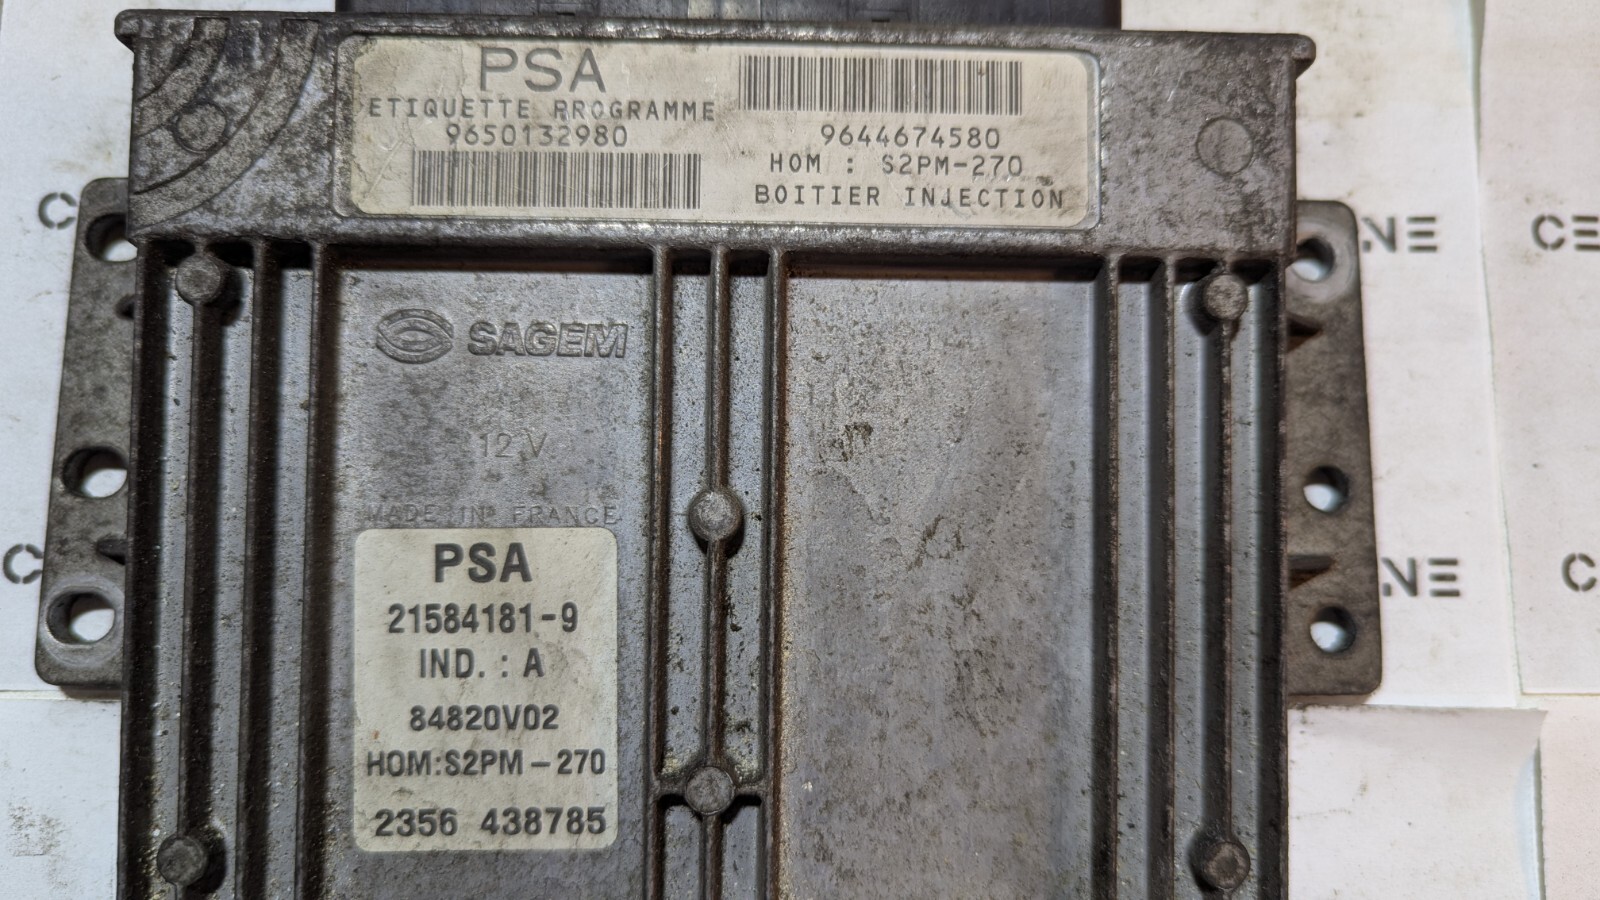 PSA
ETIQUETTE PROGRAMME
9650132980
9644674580
HOM : S2PM-270
BOITIER INJECTION
SAGEM
12 V
MADE IN FRANCE
PSA
21584181-9
IND. : A
84820V02
HOM:S2PM-270
2356 438785